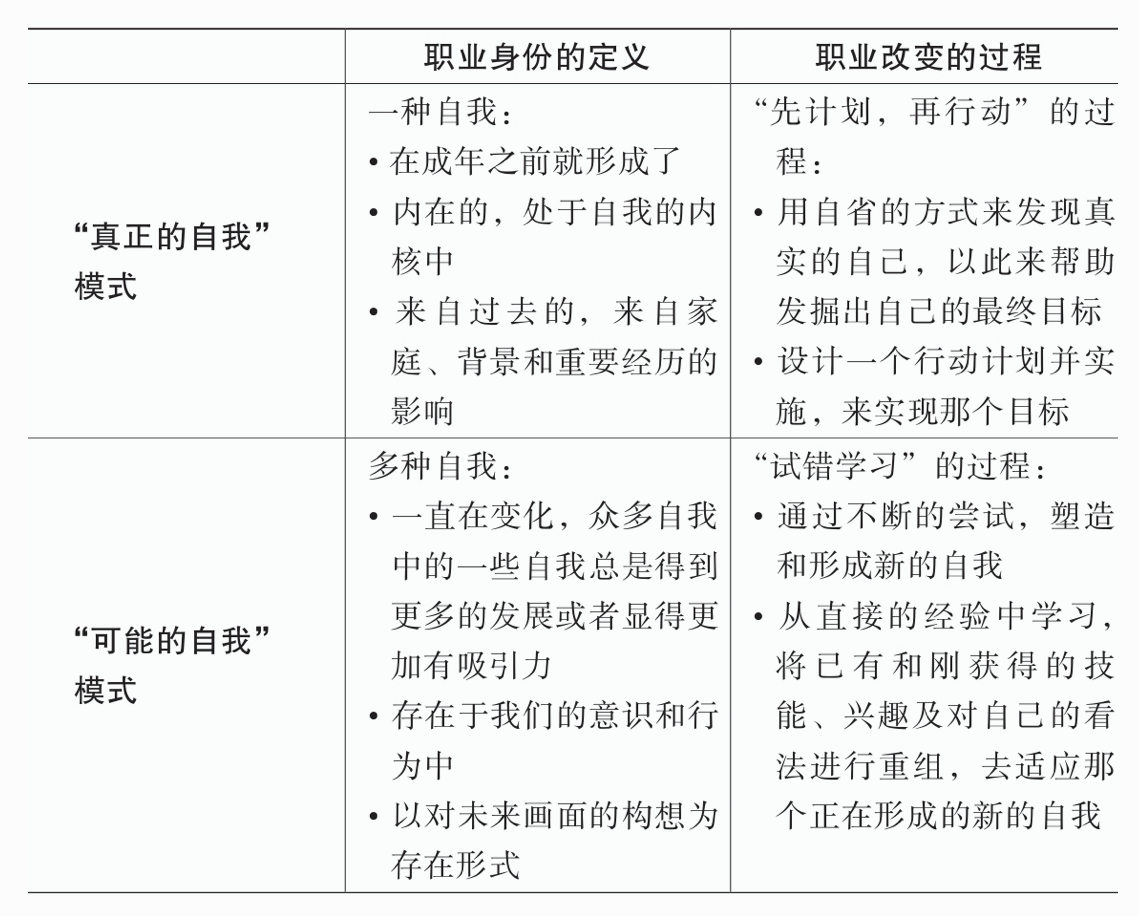 职业身份的定义
职业改变的过程
“真正的自我”
模式
一种自我：
• 在成年之前就形成了
• 内在的，处于自我的内
核中
• 来自过去的，来自家
庭、背景和重要经历的
影响
“先计划，再行动”的过
程：
• 用自省的方式来发现真
实的自己，以此来帮助
发掘出自己的最终目标
• 设计一个行动计划并实
施，来实现那个目标
“可能的自我”
模式
多种自我：
• 一直在变化，众多自我
中的一些自我总是得到
更多的发展或者显得更
加有吸引力
• 存在于我们的意识和行
为中
• 以对未来画面的构想为
存在形式
“试错学习”的过程：
• 通过不断的尝试，塑造
和形成新的自我
• 从直接的经验中学习，
将已有和刚获得的技
能、兴趣及对自己的看
法进行重组，去适应那
个正在形成的新的自我